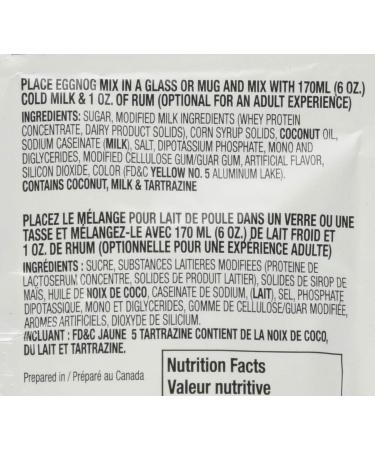 PLACE EGGNOG MIX IN A GLASS OR MUG AND MIX WITH 170ML (6 OZ.)
COLD MILK & 1 OZ. OF RUM (OPTIONAL FOR AN ADULT EXPERIENCE)
INGREDIENTS: SUGAR, MODIFIED MILK INGREDIENTS (WHEY PROTEIN
CONCENTRATE, DAIRY PRODUCT SOLIDS), CORN SYRUP SOLIDS, COCONUT OIL,
SODIUM CASEINATE (MILK), SALT, DIPOTASSIUM PHOSPHATE, MONO AND
DIGLYCERIDES, MODIFIED CELLULOSE GUM/GUAR GUM, ARTIFICIAL FLAVOR,
SILICON DIOXIDE, COLOR (FD&C YELLOW NO. 5 ALUMINUM LAKE).
CONTAINS COCONUT, MILK & TARTRAZINE
PLACEZ LE MÉLANGE POUR LAIT DE POULE DANS UN VERRE OU UNE
TASSE ET MÉLANGEZ-LE AVEC 170 ML (6 OZ.) DE LAIT FROID ET
1 OZ. DE RHUM (OPTIONNELLE POUR UNE EXPÉRIENCE ADULTE)
INGRÉDIENTS : SUCRE, SUBSTANCES LAITIERES MODIFIEES (PROTEINE DE
LACTOSERUM CONCENTRE, SOLIDES DE PRODUIT LAITIER), SOLIDES DE SIROP DE
MAÏS, HUILE DE NOIX DE COCO, CASEINATE DE SODIUM, (LAIT), SEL, PHOSPHATE
DIPOTASSIQUE, MONO ET DIGLYCERIDES, GOMME DE CELLULOSE/GUAR MODIFIÉE,
AROMES ARTIFICIELS, DIOXYDE DE SILICIUM.
INCLUANT : FD&C JAUNE 5 TARTRAZINE CONTIENT DE LA NOIX DE COCO,
DU LAIT ET TARTRAZINE.
Prepared in / Préparé au Canada
Nutrition Facts
Valeur nutritive